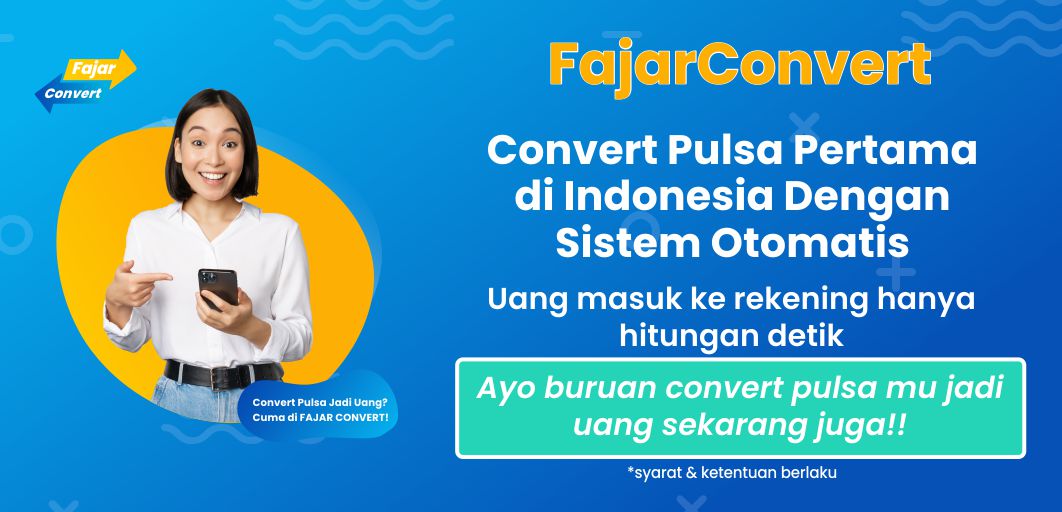 Fajar
Convert
FajarConvert
Convert Pulsa Pertama
di Indonesia Dengan
Sistem Otomatis
Uang masuk ke rekening hanya
hitungan detik
Ayo buruan convert pulsa mu jadi
uang sekarang juga!!
*syarat & ketentuan berlaku
Convert Pulsa Jadi Uang?
Cuma di FAJAR CONVERT!